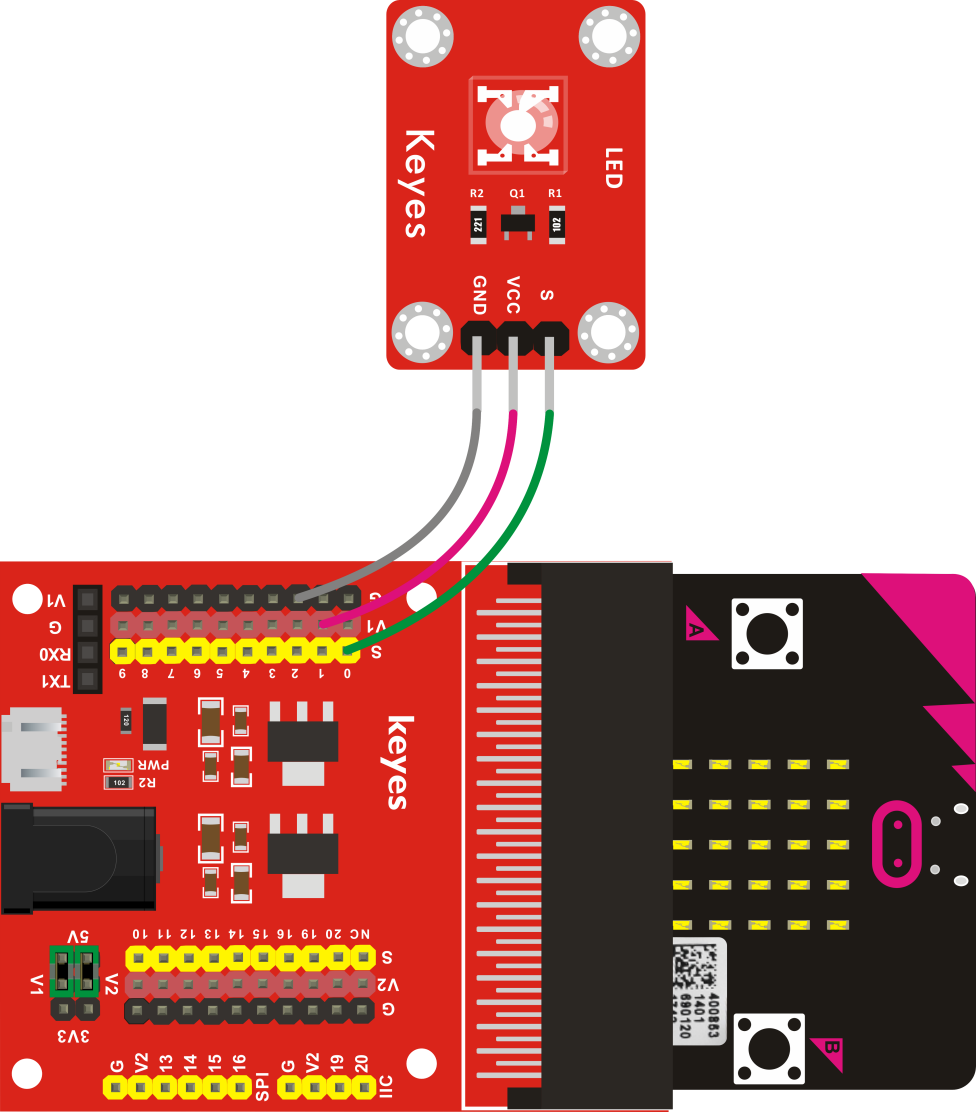 Keyes
LED
R2 Q1 R1
221 102
GND VCC S
V1
G
RX0
TX1
G
V1
S
9 8 7 6 5 4 3 2 1 0
120
PWR
102 R2
keyes
A
5V
V1 V2
3V3
10 11 12 13 14 15 16 19 20 NC
S
V2
G
G V2 13 14 15 16 SPI
G V2 19 20 IIC
400863
1401
690120
B